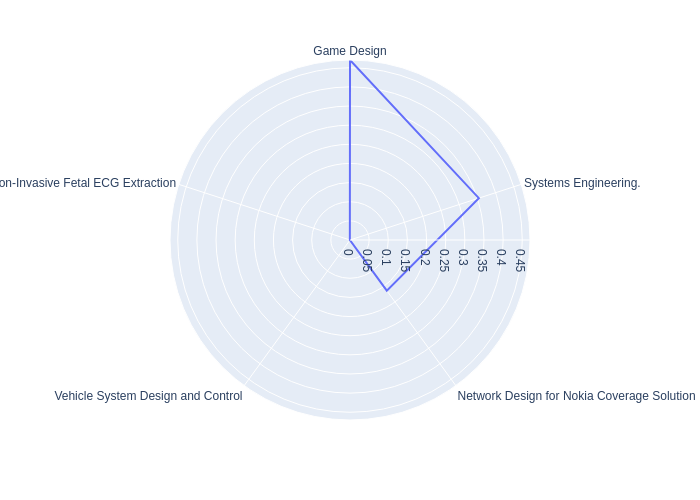 Game Design
on-Invasive Fetal ECG Extraction
Systems Engineering.
0
0.05
0.1
0.15
0.2
0.25
0.3
0.35
0.4
0.45
Vehicle System Design and Control
Network Design for Nokia Coverage Solution